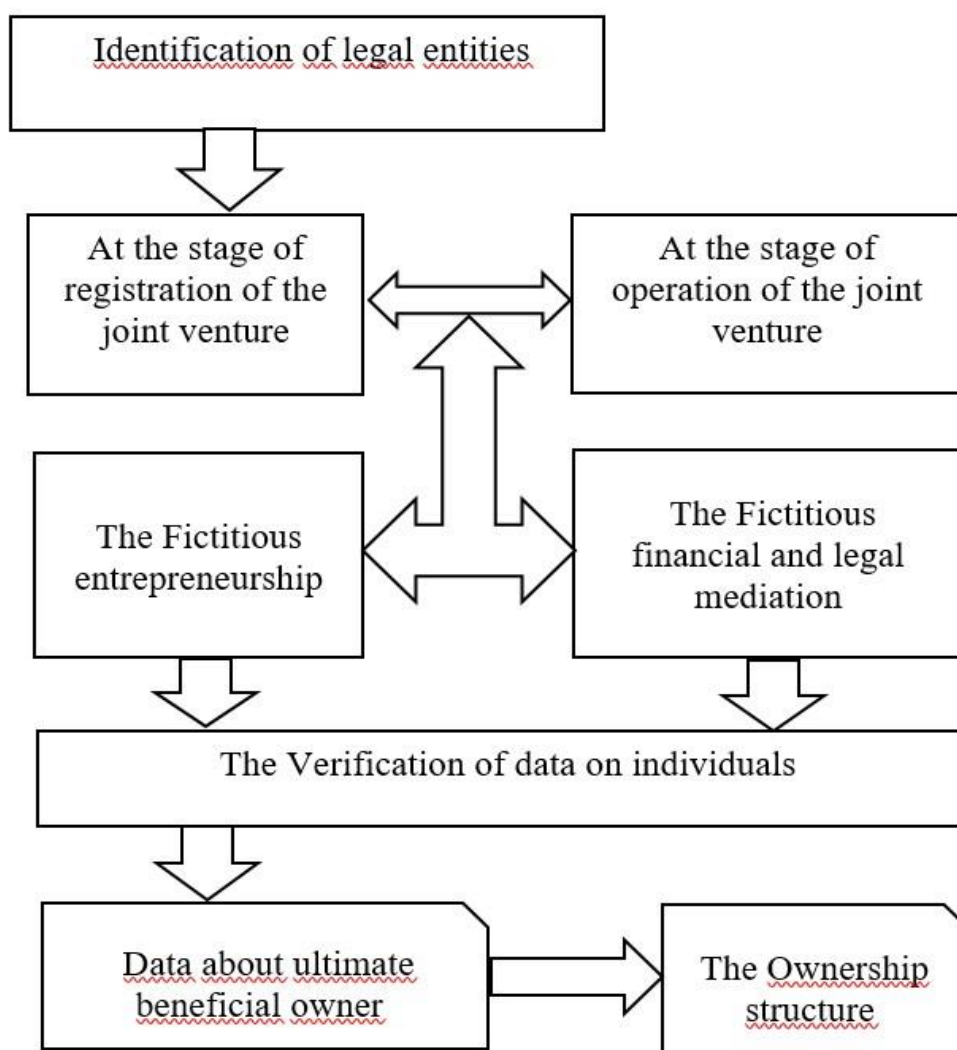 Identification of legal entities
At the stage of
registration of the
joint venture
At the stage of
operation of the joint
venture
The Fictitious
entrepreneurship
The Fictitious
financial and legal
mediation
The Verification of data on individuals
Data about ultimate
beneficial owner
The Ownership
structure